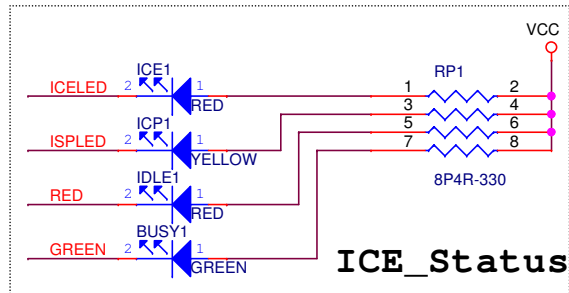 VCC
ICE1
RP1
ICELED 2 1 1 2
RED
3 4
ICP1
5 6
ISPLED 2 1 7 8
YELLOW
IDLE1
8P4R-330
RED 2 1
RED
BUSY1
GREEN 2 1
GREEN
ICE_Status